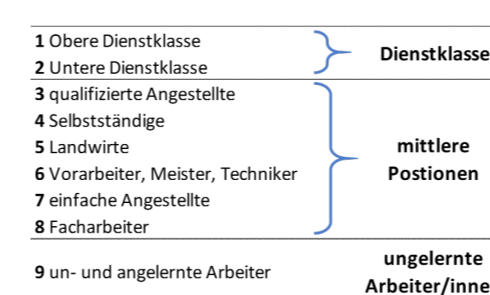 1 Obere Dienstklasse
2 Untere Dienstklasse
Dienstklasse
3 qualifizierte Angestellte
4 Selbstständige
5 Landwirte
6 Vorarbeiter, Meister, Techniker
7 einfache Angestellte
8 Facharbeiter
mittlere
Postionen
9 un- und angelernte Arbeiter
ungelernte
Arbeiter/inne